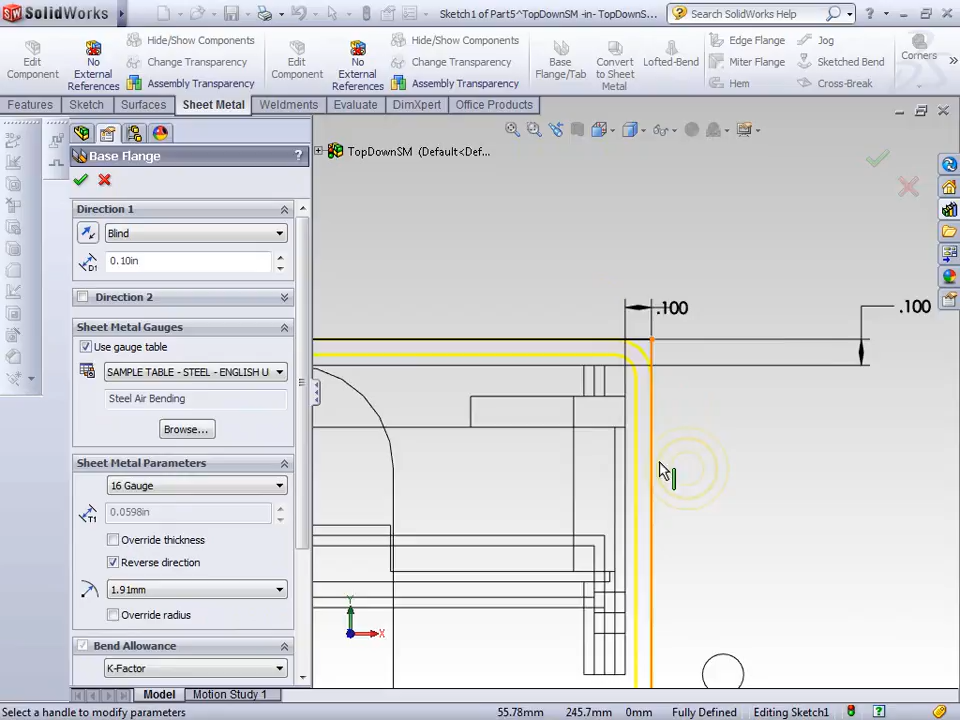 SW SolidWorks
Sketch1 of Part5^TopDownSM -in- TopDownS...
Search SolidWorks Help
Edit Component
No External References
Hide/Show Components
Change Transparency
Assembly Transparency
Edit Component
No External References
Hide/Show Components
Change Transparency
Assembly Transparency
Base Flange/Tab
Convert to Sheet Metal
Lofted-Bend
Edge Flange
Miter Flange
Hem
Jog
Sketched Bend
Cross-Break
Corners
Features
Sketch
Surfaces
Sheet Metal
Weldments
Evaluate
DimXpert
Office Products
Base Flange
?
TopDownSM (Default<Def...
Direction 1
Blind
D1
0.10in
Direction 2
Sheet Metal Gauges
Use gauge table
SAMPLE TABLE - STEEL - ENGLISH U
Steel Air Bending
Browse...
Sheet Metal Parameters
16 Gauge
T1
0.0598in
Override thickness
Reverse direction
1.91mm
Override radius
Bend Allowance
K-Factor
.100
.100
Y
X
Model
Motion Study 1
Select a handle to modify parameters
55.78mm
245.7mm
0mm
Fully Defined
Editing Sketch1
?